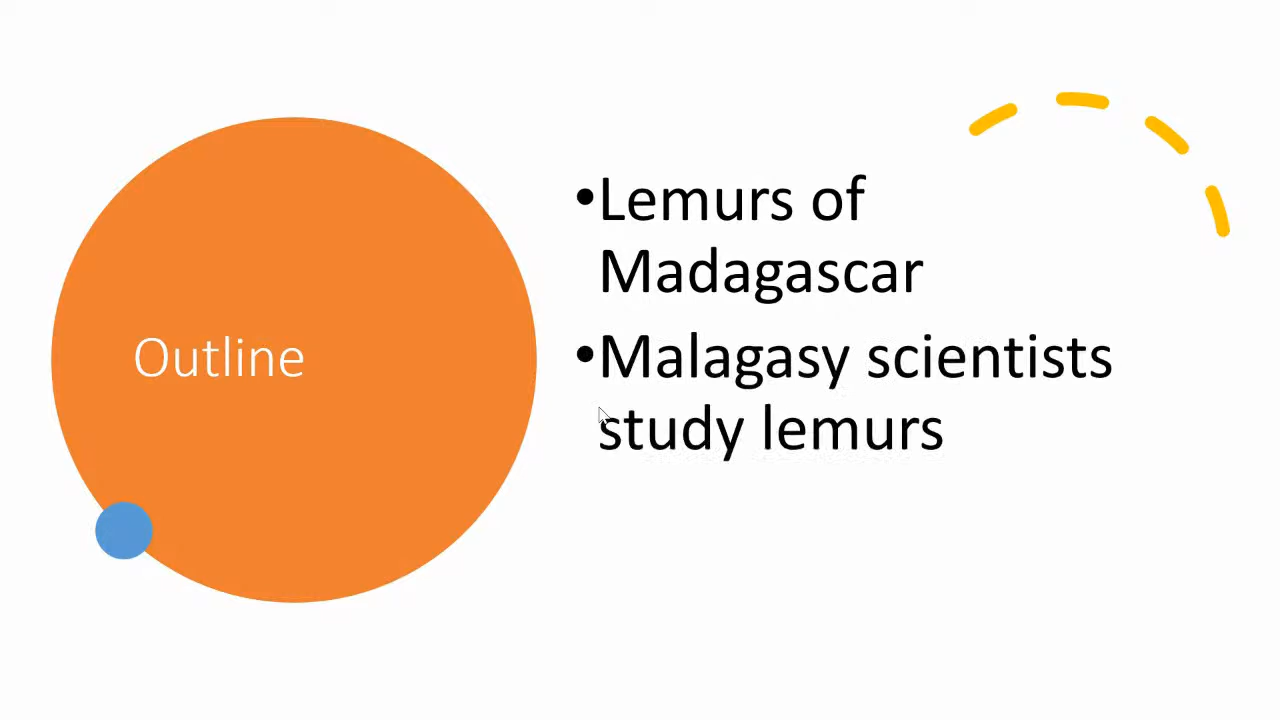 Outline
•Lemurs of
Madagascar
•Malagasy scientists
study lemurs